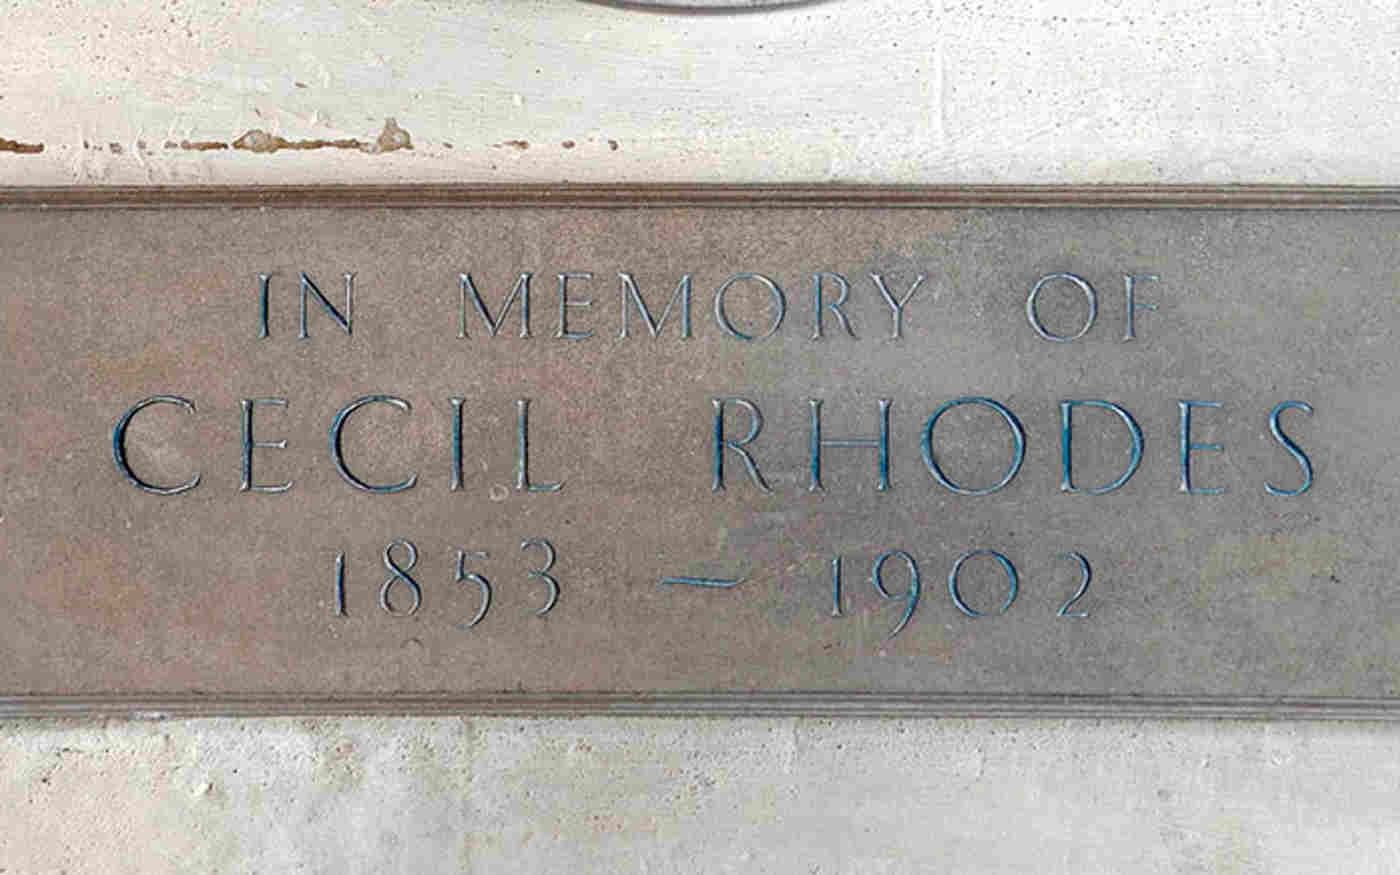 IN MEMORY OF
CECIL RHODES
1853 – 1902